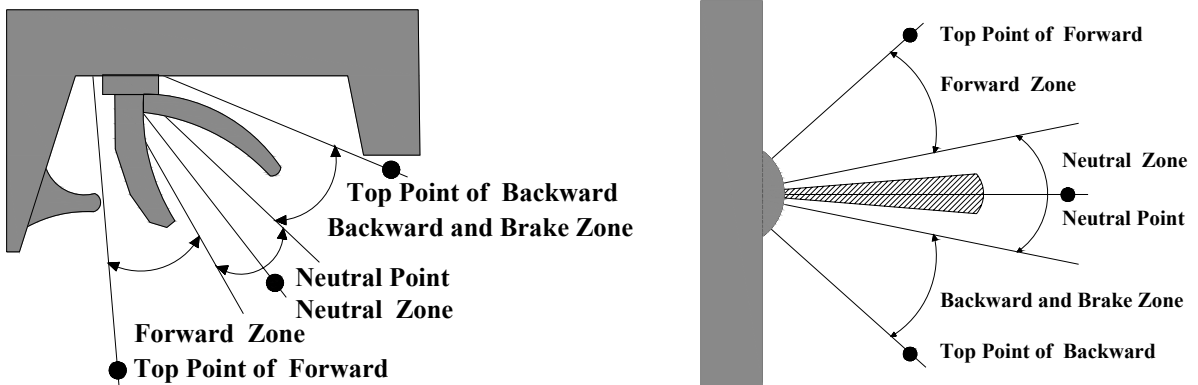 Top Point of Backward
Backward and Brake Zone
Neutral Point
Neutral Zone
Forward Zone
Top Point of Forward
Top Point of Forward
Forward Zone
Neutral Zone
Neutral Point
Backward and Brake Zone
Top Point of Backward